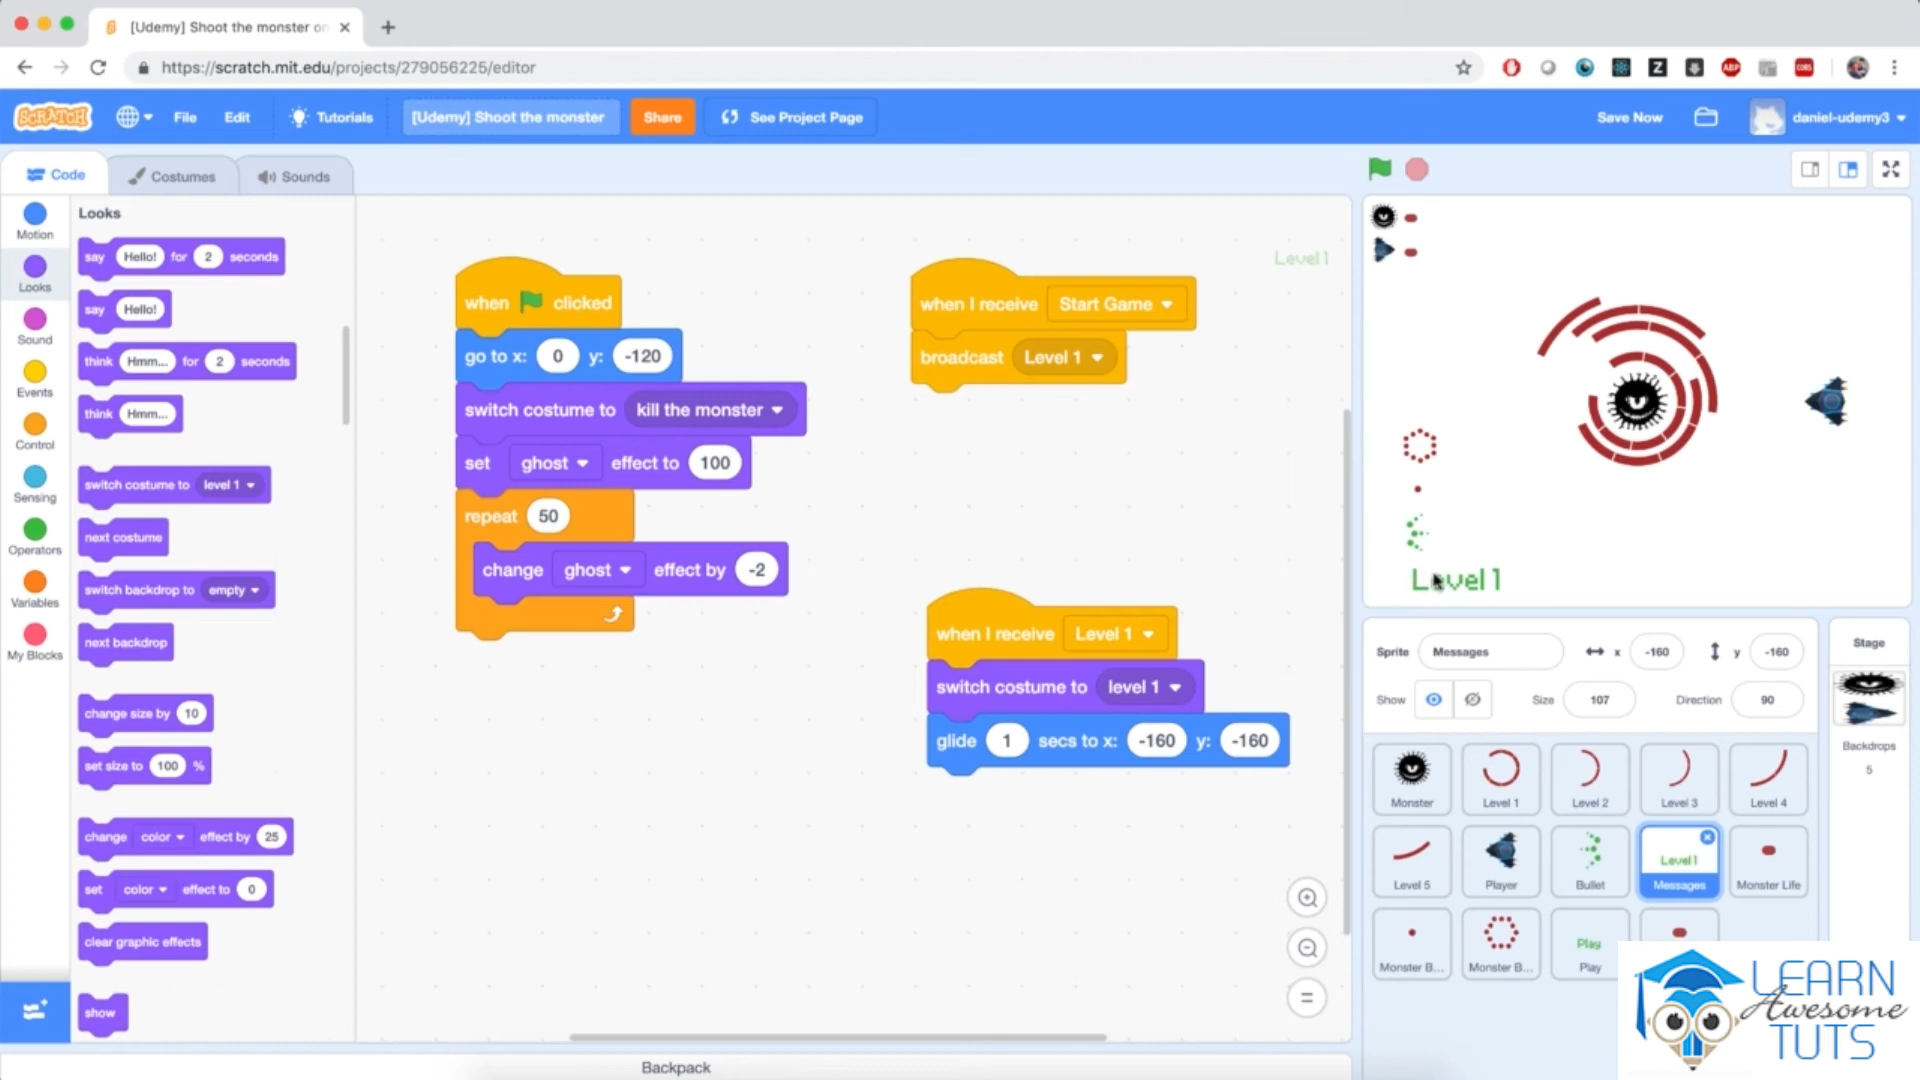 [Udemy] Shoot the monster on
https://scratch.mit.edu/projects/279056225/editor
SCRATCH File Edit Tutorials [Udemy] Shoot the monster Share See Project Page Save Now daniel-udemy3
Code Costumes Sounds
Motion
Looks
Sound
Events
Control
Sensing
Operators
Variables
My Blocks
Looks
say Hello! for 2 seconds
say Hello!
think Hmm... for 2 seconds
think Hmm...
switch costume to level 1
next costume
switch backdrop to empty
next backdrop
change size by 10
set size to 100 %
change color effect by 25
set color effect to 0
clear graphic effects
show
when clicked
go to x: 0 y: -120
switch costume to kill the monster
set ghost effect to 100
repeat 50
change ghost effect by -2
Level 1
when I receive Start Game
broadcast Level 1
when I receive Level 1
switch costume to level 1
glide 1 secs to x: -160 y: -160
Backpack
Level 1
Sprite Messages x -160 y -160
Show Size 107 Direction 90
Monster Level 1 Level 2 Level 3 Level 4
Level 1
Level 5 Player Bullet Messages Monster Life
Play
Monster B... Monster B... Play
Stage
Backdrops
5
ABP
CORS
LEARN
Awesome
TUTS